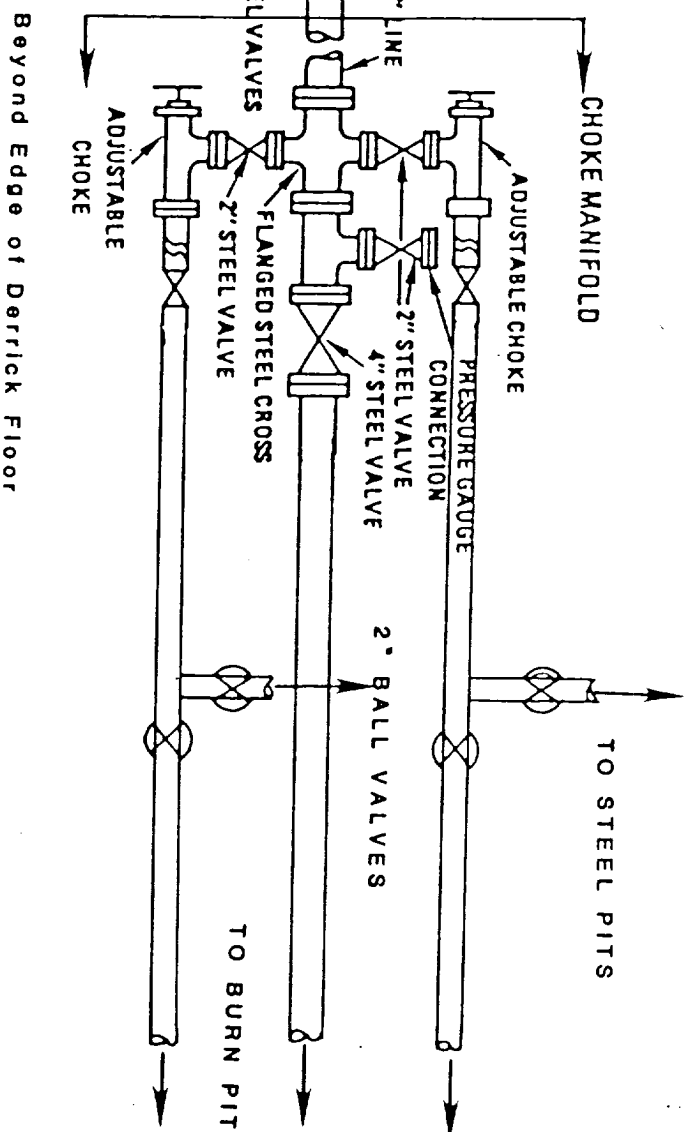 CHOKE MANIFOLD
ADJUSTABLE CHOKE
PRESSURE GAUGE
CONNECTION
2" STEEL VALVE
4" STEEL VALVE
" LINE
VALVES
FLANGED STEEL CROSS
2" STEEL VALVE
ADJUSTABLE
CHOKE
TO STEEL PITS
2" BALL VALVES
TO BURN PIT
Beyond Edge of Derrick Floor